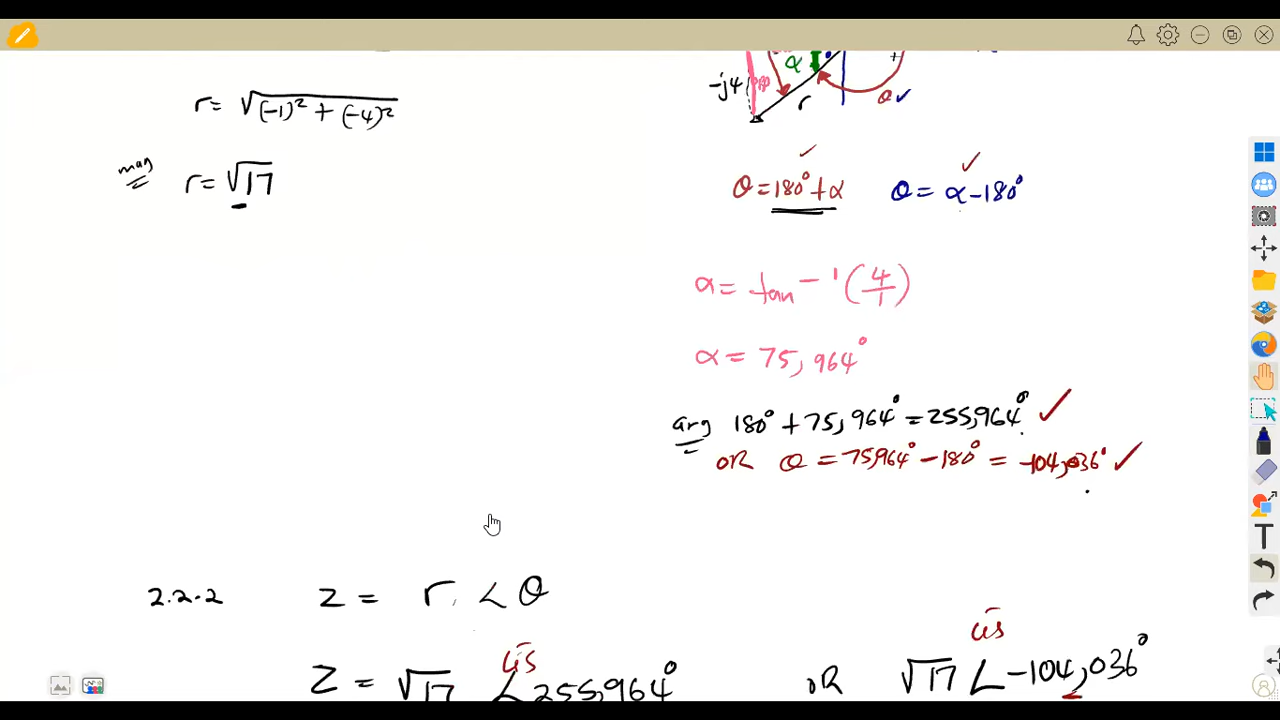 -j4
α
r
θ
r = √(-1)² + (-4)²
mag r = √17
θ = 180° + α θ = α - 180°
α = tan⁻¹(4/1)
α = 75,964°
arg 180° + 75,964° = 255,964°
OR θ = 75,964° - 180° = -104,036°
2.2.2 z = r ∠ θ
cis cis
z = √17 ∠ 255,964° OR √17 ∠ -104,036°